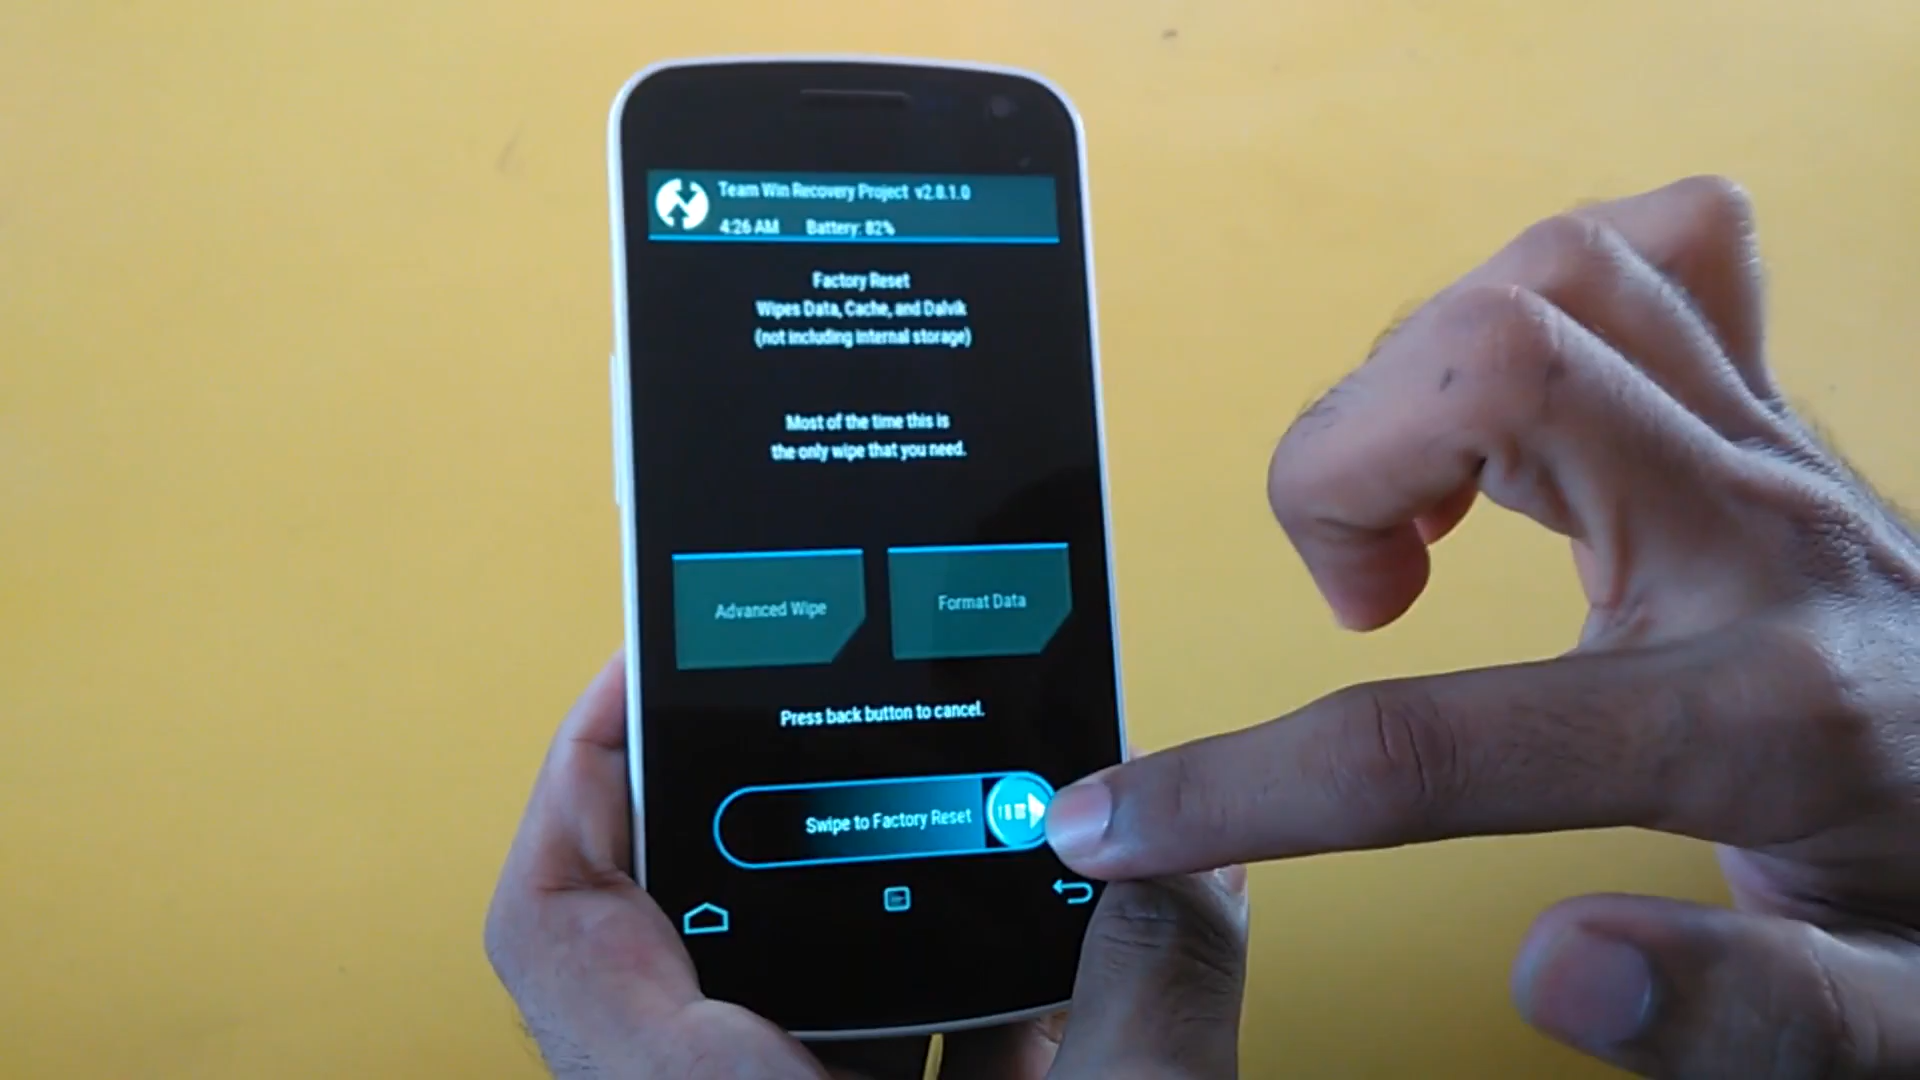 Team Win Recovery Project v2.8.1.0
4:26 AM Battery: 82%
Factory Reset
Wipes Data, Cache, and Dalvik
(not including internal storage)
Most of the time this is
the only wipe that you need.
Advanced Wipe
Format Data
Press back button to cancel.
Swipe to Factory Reset